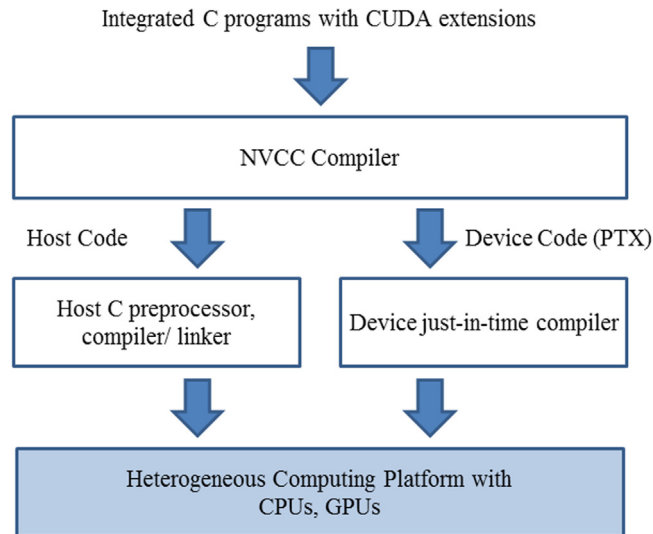 Integrated C programs with CUDA extensions
NVCC Compiler
Host Code
Device Code (PTX)
Host C preprocessor,
compiler/ linker
Device just-in-time compiler
Heterogeneous Computing Platform with
CPUs, GPUs